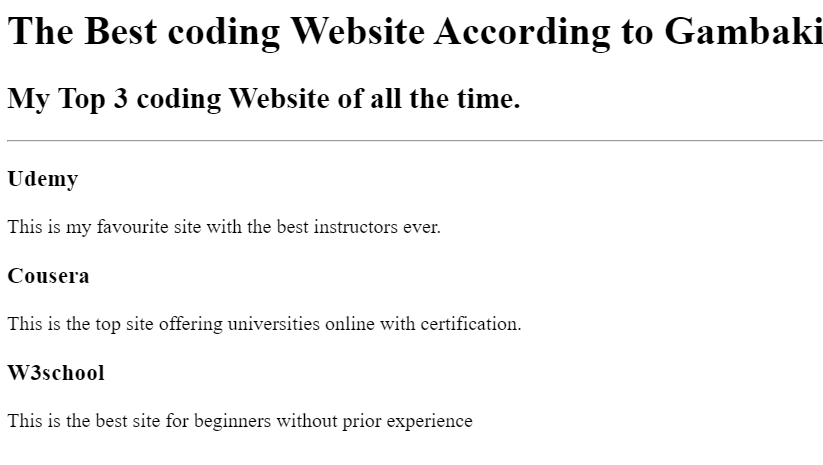 The Best coding Website According to Gambaki
My Top 3 coding Website of all the time.
Udemy
This is my favourite site with the best instructors ever.
Cousera
This is the top site offering universities online with certification.
W3school
This is the best site for beginners without prior experience